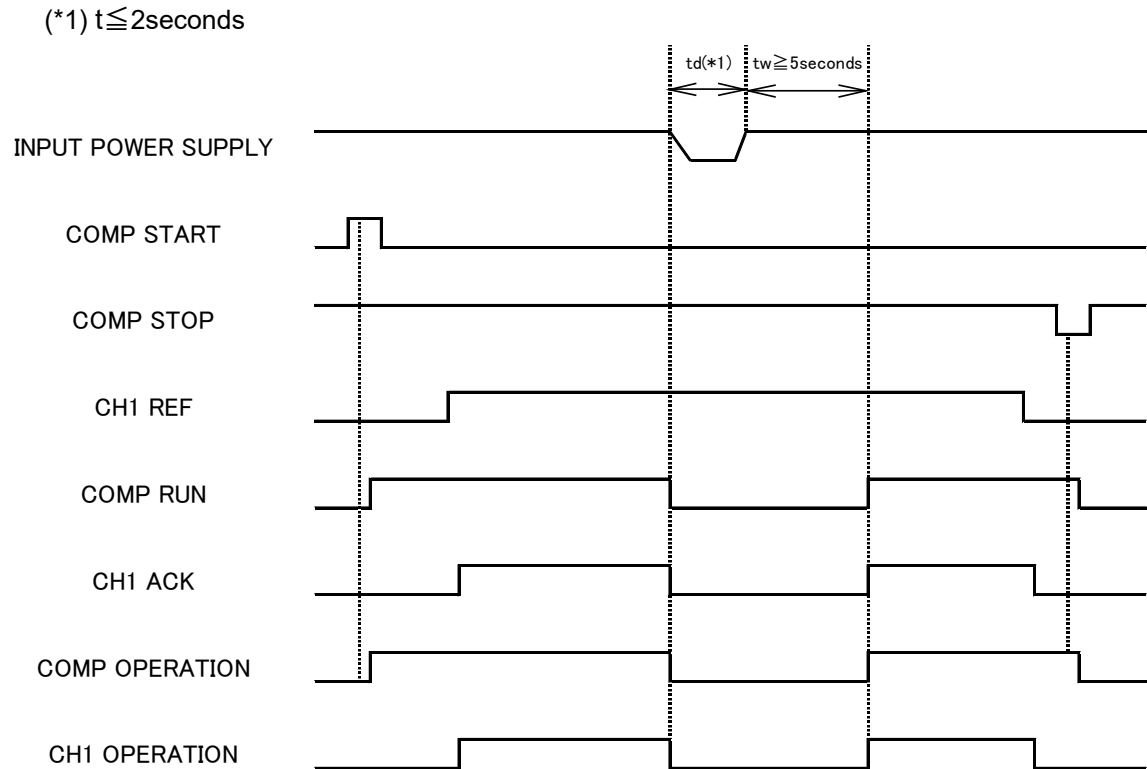 (*1) t≦2seconds
td(*1) tw≧5seconds
INPUT POWER SUPPLY
COMP START
COMP STOP
CH1 REF
COMP RUN
CH1 ACK
COMP OPERATION
CH1 OPERATION